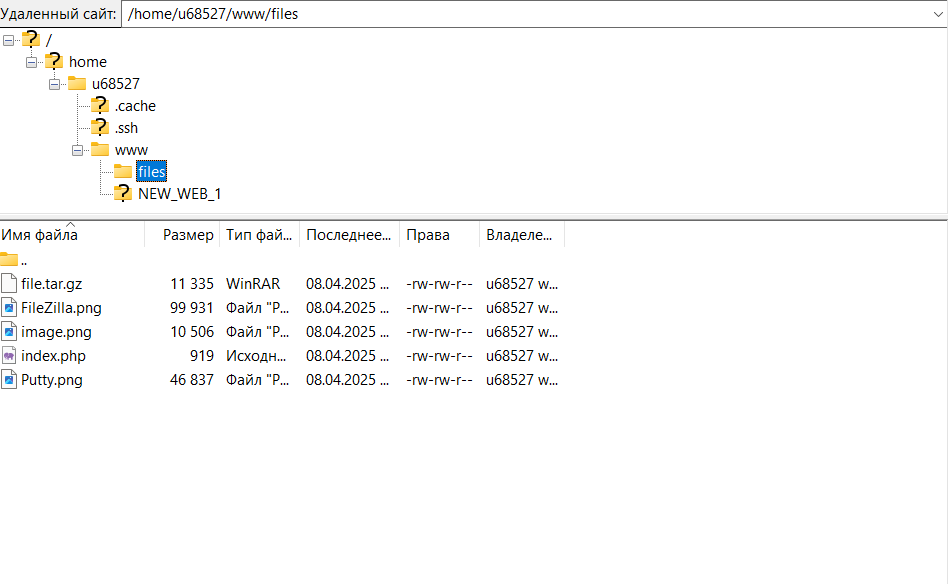 Удаленный сайт: /home/u68527/www/files
/
home
u68527
.cache
.ssh
www
files
NEW_WEB_1
Имя файла Размер Тип фай... Последнее... Права Владеле...
..
file.tar.gz 11 335 WinRAR 08.04.2025 ... -rw-rw-r-- u68527 w...
FileZilla.png 99 931 Файл "P... 08.04.2025 ... -rw-rw-r-- u68527 w...
image.png 10 506 Файл "P... 08.04.2025 ... -rw-rw-r-- u68527 w...
index.php 919 Исходн... 08.04.2025 ... -rw-rw-r-- u68527 w...
Putty.png 46 837 Файл "P... 08.04.2025 ... -rw-rw-r-- u68527 w...